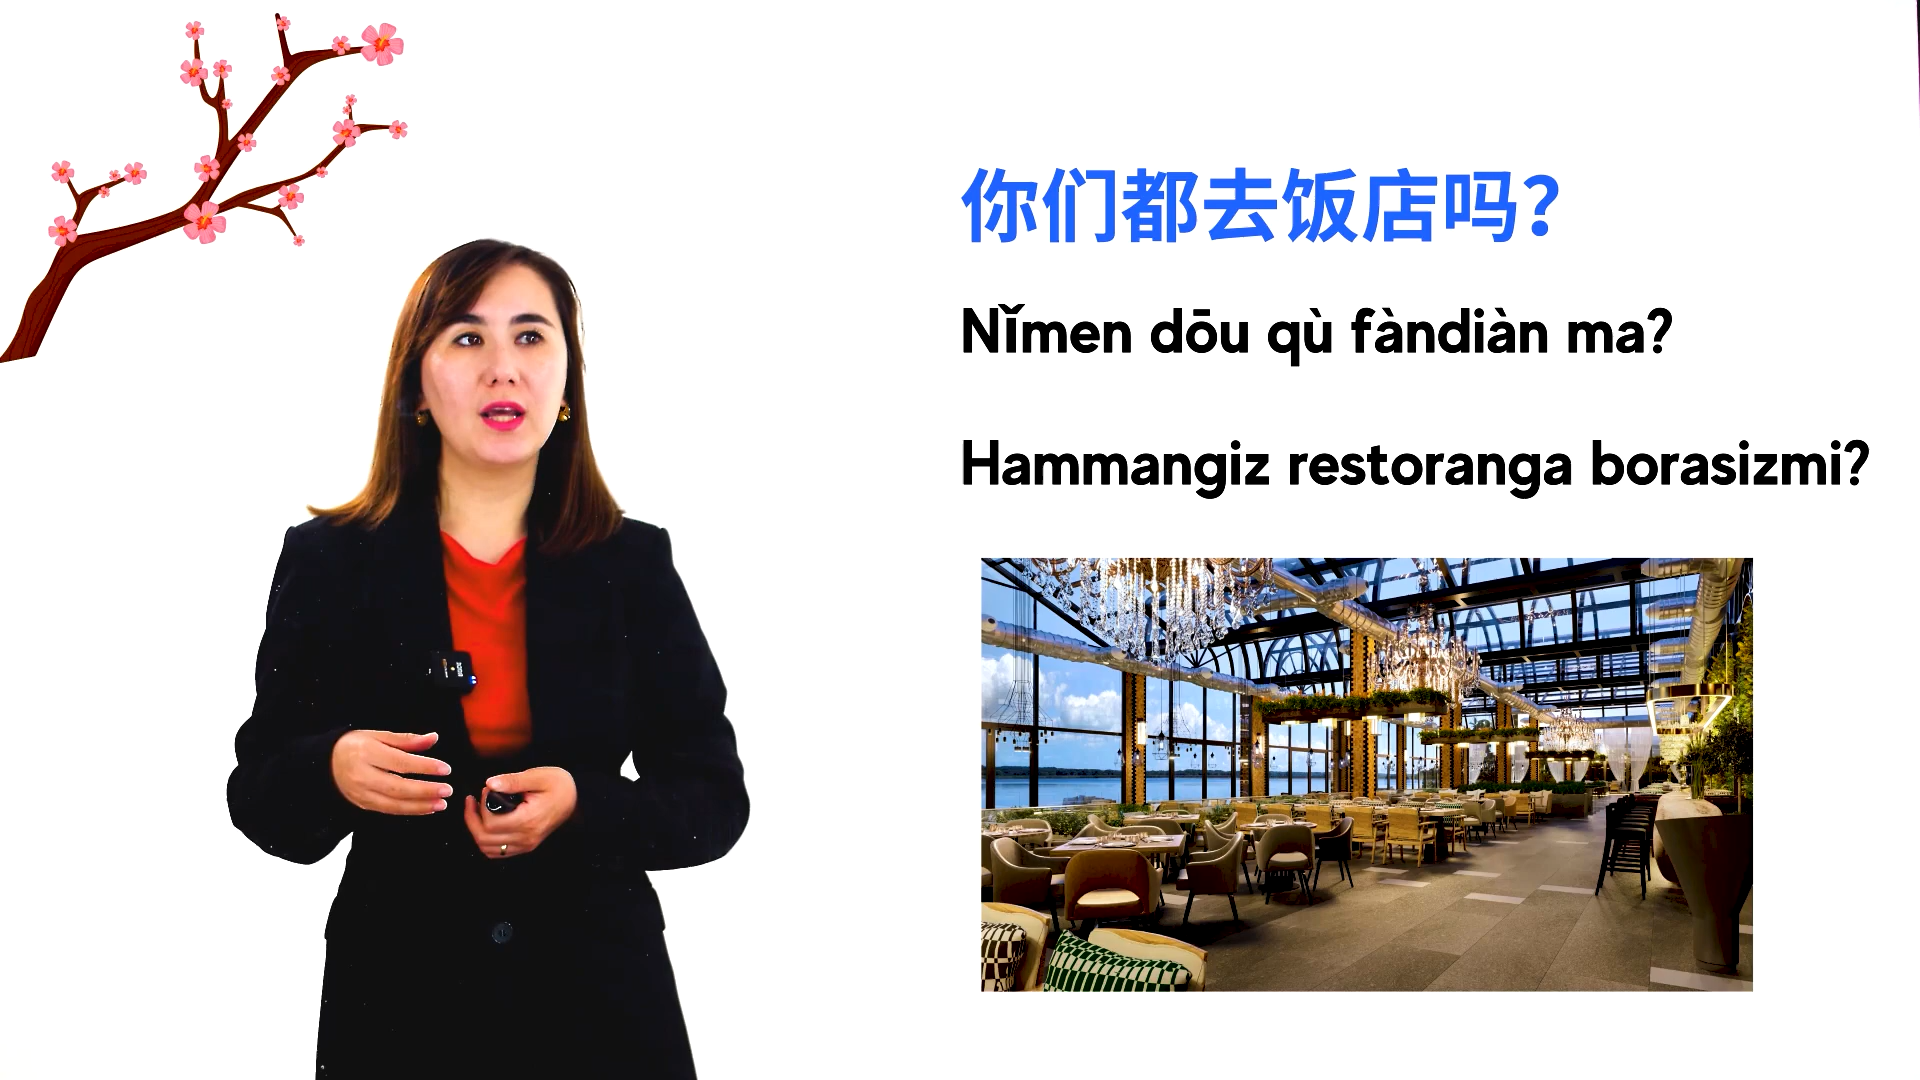 你们都去饭店吗?
Nǐmen dōu qù fàndiàn ma?
Hammangiz restoranga borasizmi?